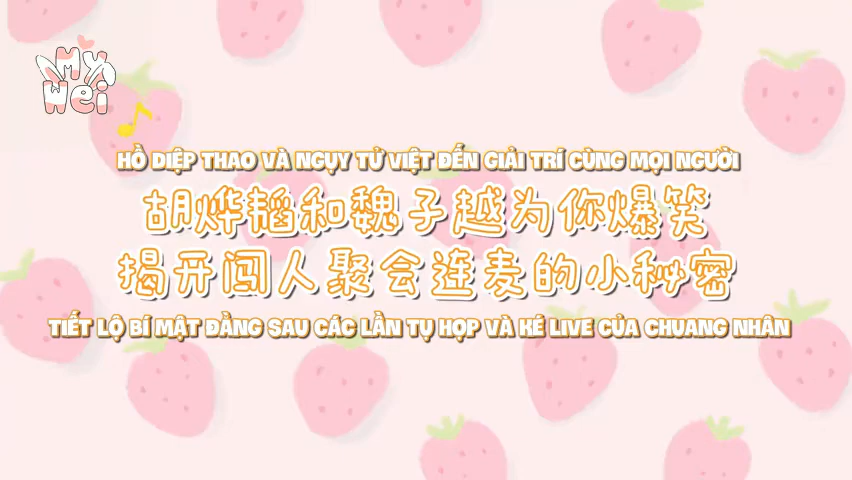 My
Wei
HỒ DIỆP THAO VÀ NGỤY TỬ VIỆT ĐẾN GIẢI TRÍ CÙNG MỌI NGƯỜI
胡烨韬和魏子越为你爆笑
揭开闯人聚会连麦的小秘密
TIẾT LỘ BÍ MẬT ĐẰNG SAU CÁC LẦN TỤ HỌP VÀ KÉ LIVE CỦA CHUANG NHÂN